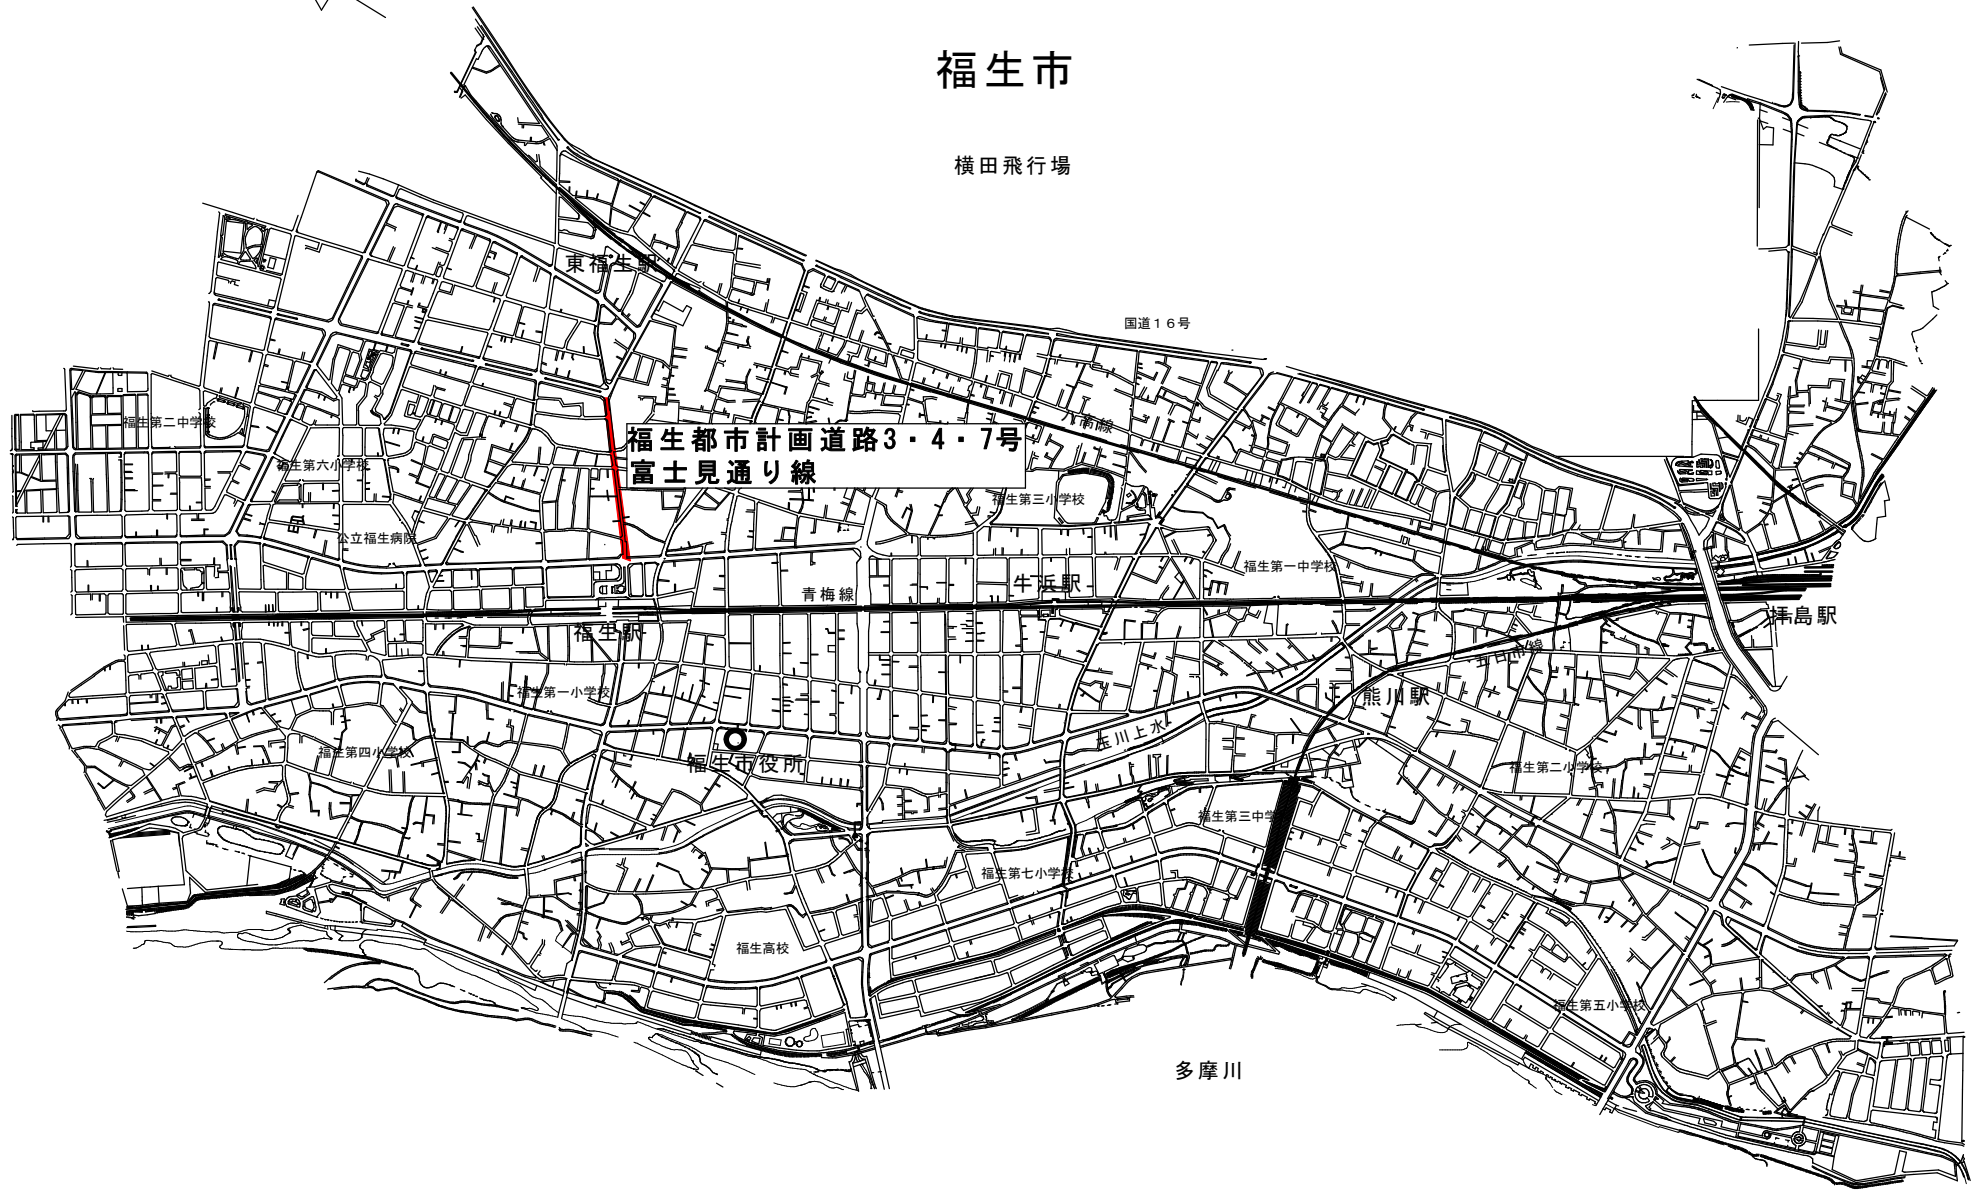 福生市
横田飛行場
東福生駅
国道１６号
福生第二中学校
八高線
福生都市計画道路3・4・7号
富士見通り線
福生第六小学校
福生第三小学校
公立福生病院
福生第一中学校
牛浜駅
青梅線
拝島駅
福生駅
五日市線
福生第一小学校
熊川駅
玉川上水
福生第四小学校
福生市役所
福生第二小学校
福生第三中学校
福生第七小学校
福生高校
福生第五小学校
多摩川